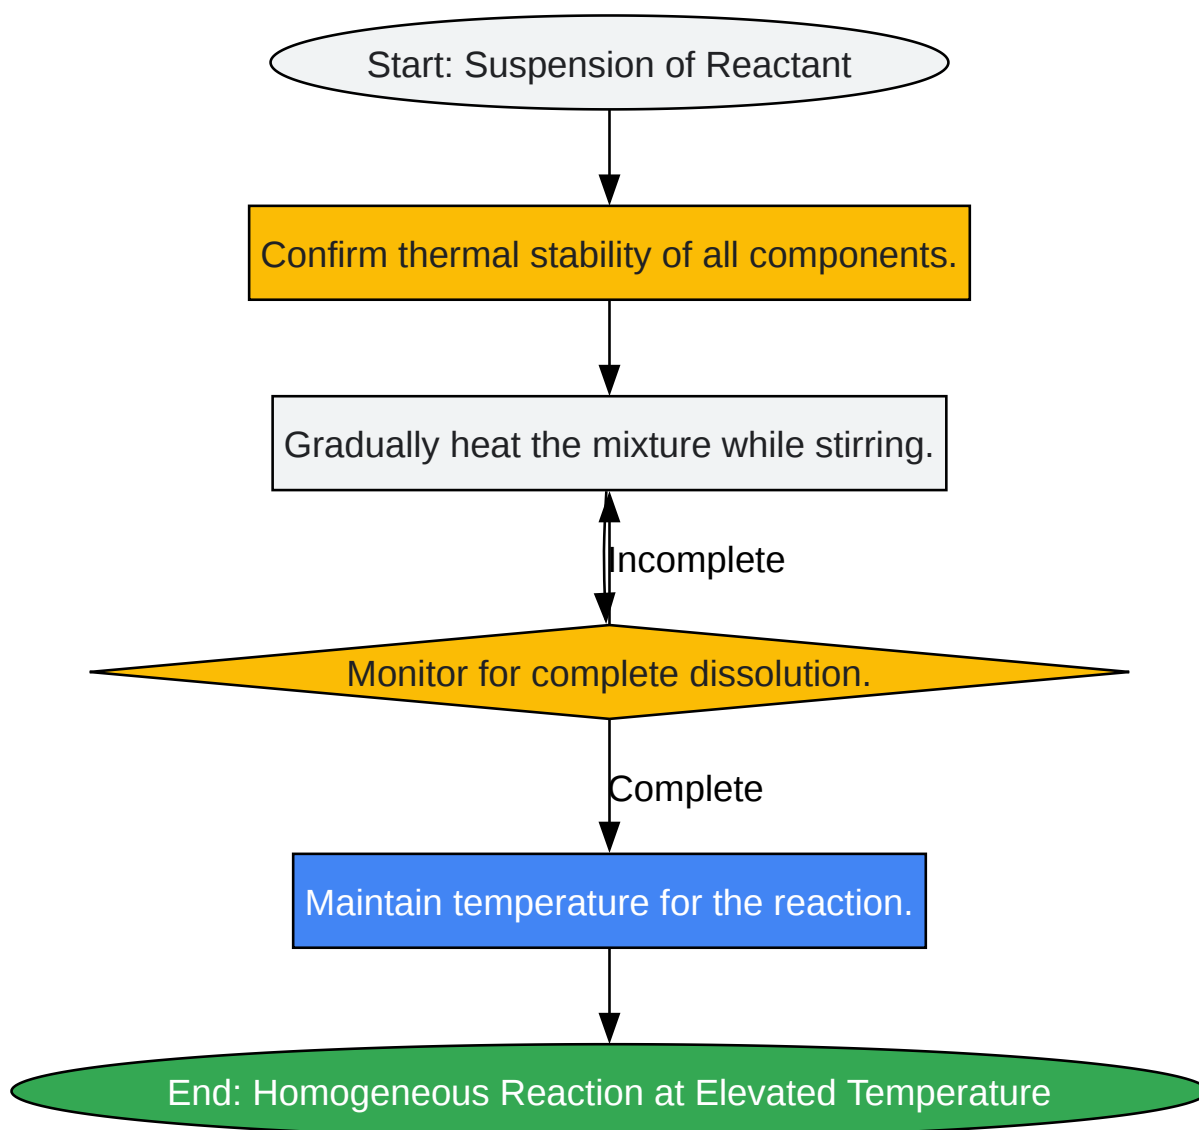 Start: Suspension of Reactant
Confirm thermal stability of all components.
Gradually heat the mixture while stirring.
Incomplete
Monitor for complete dissolution.
Complete
Maintain temperature for the reaction.
End: Homogeneous Reaction at Elevated Temperature